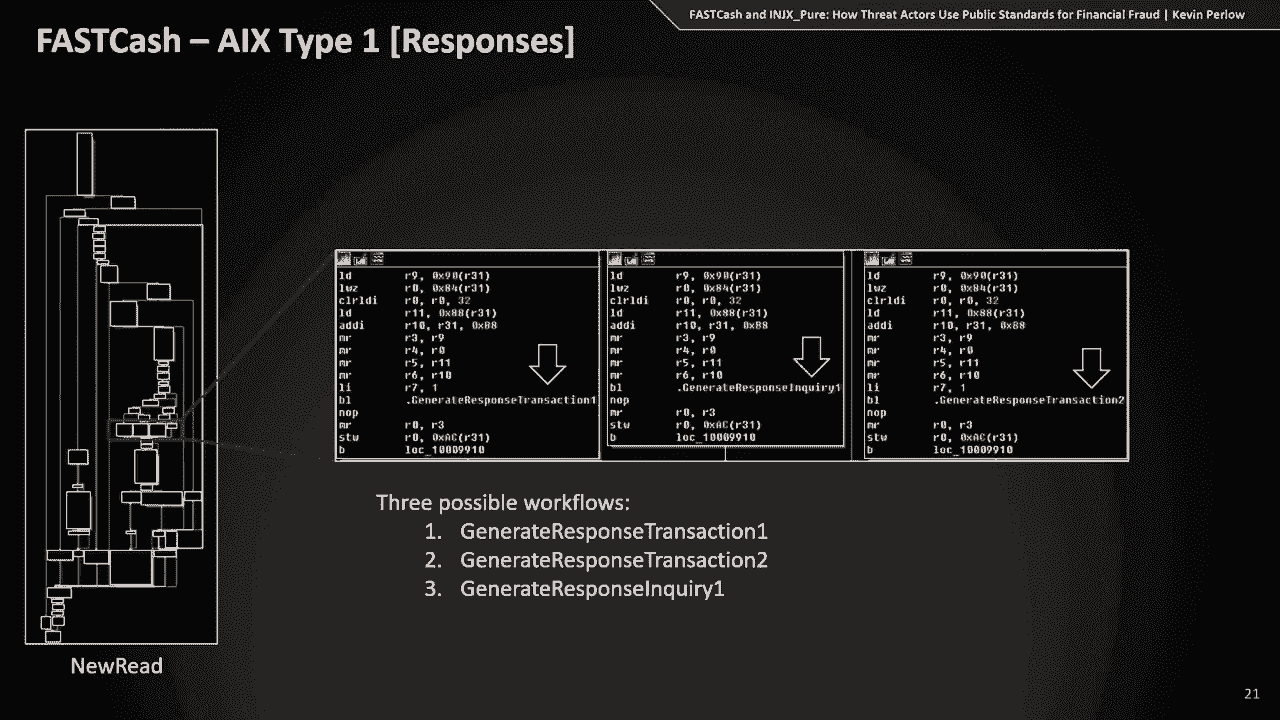 FASTCash and INJX_Pure: How Threat Actors Use Public Standards for Financial Fraud | Kevin Perlow
FASTCash – AIX Type 1 [Responses]
ld r9, 0x90(r31)
lwz r0, 0x84(r31)
clrldi r0, r0, 32
ld r11, 0x88(r31)
addi r10, r31, 0xB8
mr r3, r9
mr r4, r0
mr r5, r11
mr r6, r10
li r7, 1
bl .GenerateResponseTransaction1
nop
mr r0, r3
stw r0, 0xAC(r31)
b loc_10009910
ld r9, 0x90(r31)
lwz r0, 0x84(r31)
clrldi r0, r0, 32
ld r11, 0x88(r31)
addi r10, r31, 0xB8
mr r3, r9
mr r4, r0
mr r5, r11
mr r6, r10
bl .GenerateResponseInquiry1
nop
mr r0, r3
stw r0, 0xAC(r31)
b loc_10009910
ld r9, 0x90(r31)
lwz r0, 0x84(r31)
clrldi r0, r0, 32
ld r11, 0x88(r31)
addi r10, r31, 0xB8
mr r3, r9
mr r4, r0
mr r5, r11
mr r6, r10
li r7, 1
bl .GenerateResponseTransaction2
nop
mr r0, r3
stw r0, 0xAC(r31)
b loc_10009910
Three possible workflows:
1. GenerateResponseTransaction1
2. GenerateResponseTransaction2
3. GenerateResponseInquiry1
NewRead
21